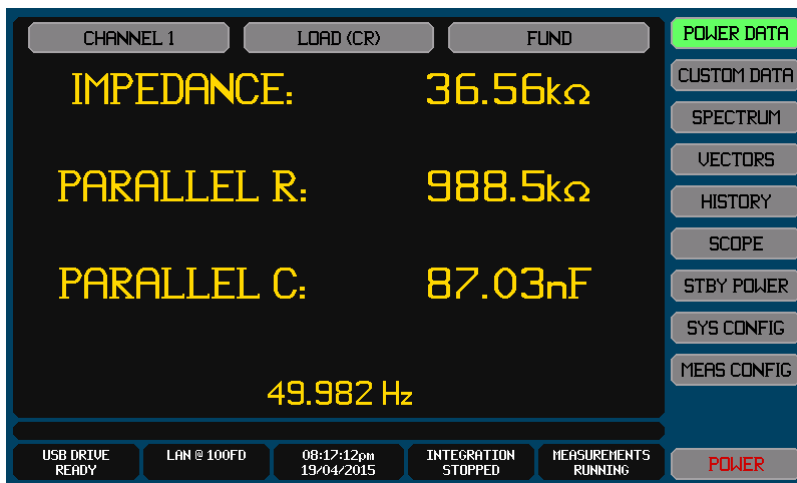 CHANNEL 1 LOAD (CR) FUND
IMPEDANCE: 36.56kΩ
PARALLEL R: 988.5kΩ
PARALLEL C: 87.03nF
49.982 Hz
USB DRIVE
READY
LAN @ 100FD
08:17:12pm
19/04/2015
INTEGRATION
STOPPED
MEASUREMENTS
RUNNING
POWER DATA
CUSTOM DATA
SPECTRUM
VECTORS
HISTORY
SCOPE
STBY POWER
SYS CONFIG
MEAS CONFIG
POWER